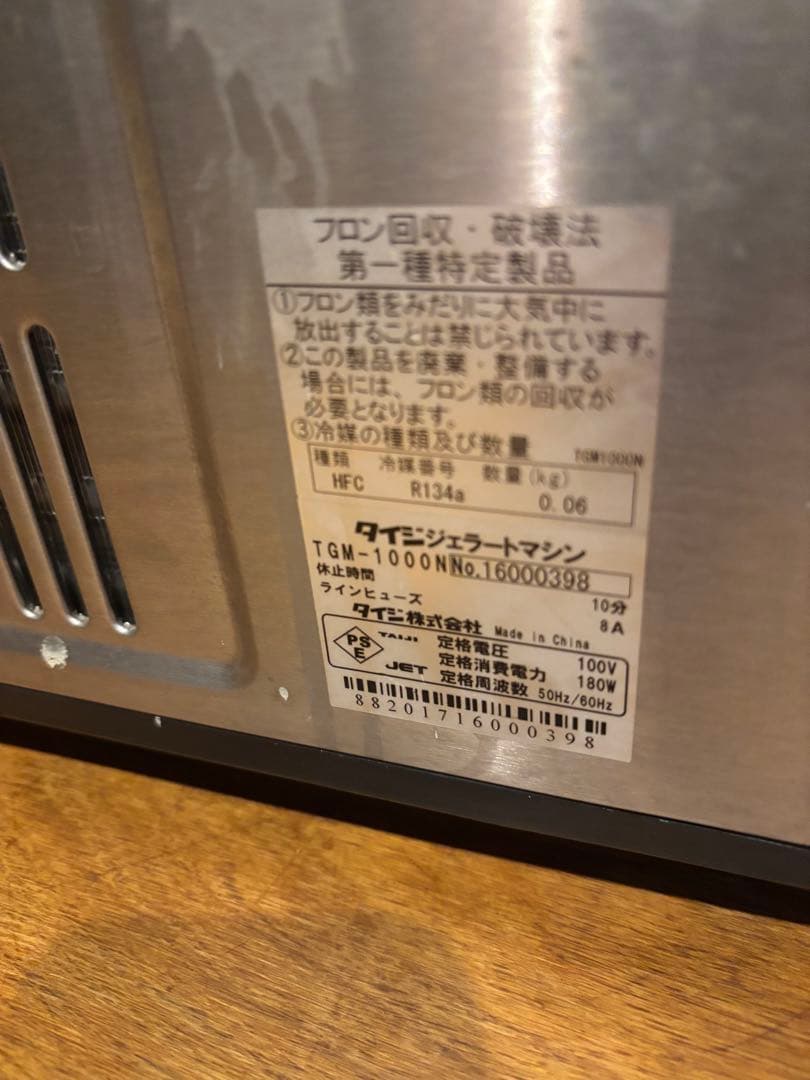 フロン回収・破壊法
第一種特定製品
①フロン類をみだりに大気中に
放出することは禁じられています。
②この製品を廃棄・整備する
場合には、フロン類の回収が
必要となります。
③冷媒の種類及び数量 TGM1000N
種類 冷媒番号 数量(kg)
HFC R134a 0.06
タイジジェラートマシン
TGM-1000N No.16000398
休止時間 10分
ラインヒューズ 8A
タイジ株式会社 Made in China
PSE TAIJI 定格電圧 100V
JET 定格消費電力 180W
定格周波数 50Hz/60Hz
88201716000398